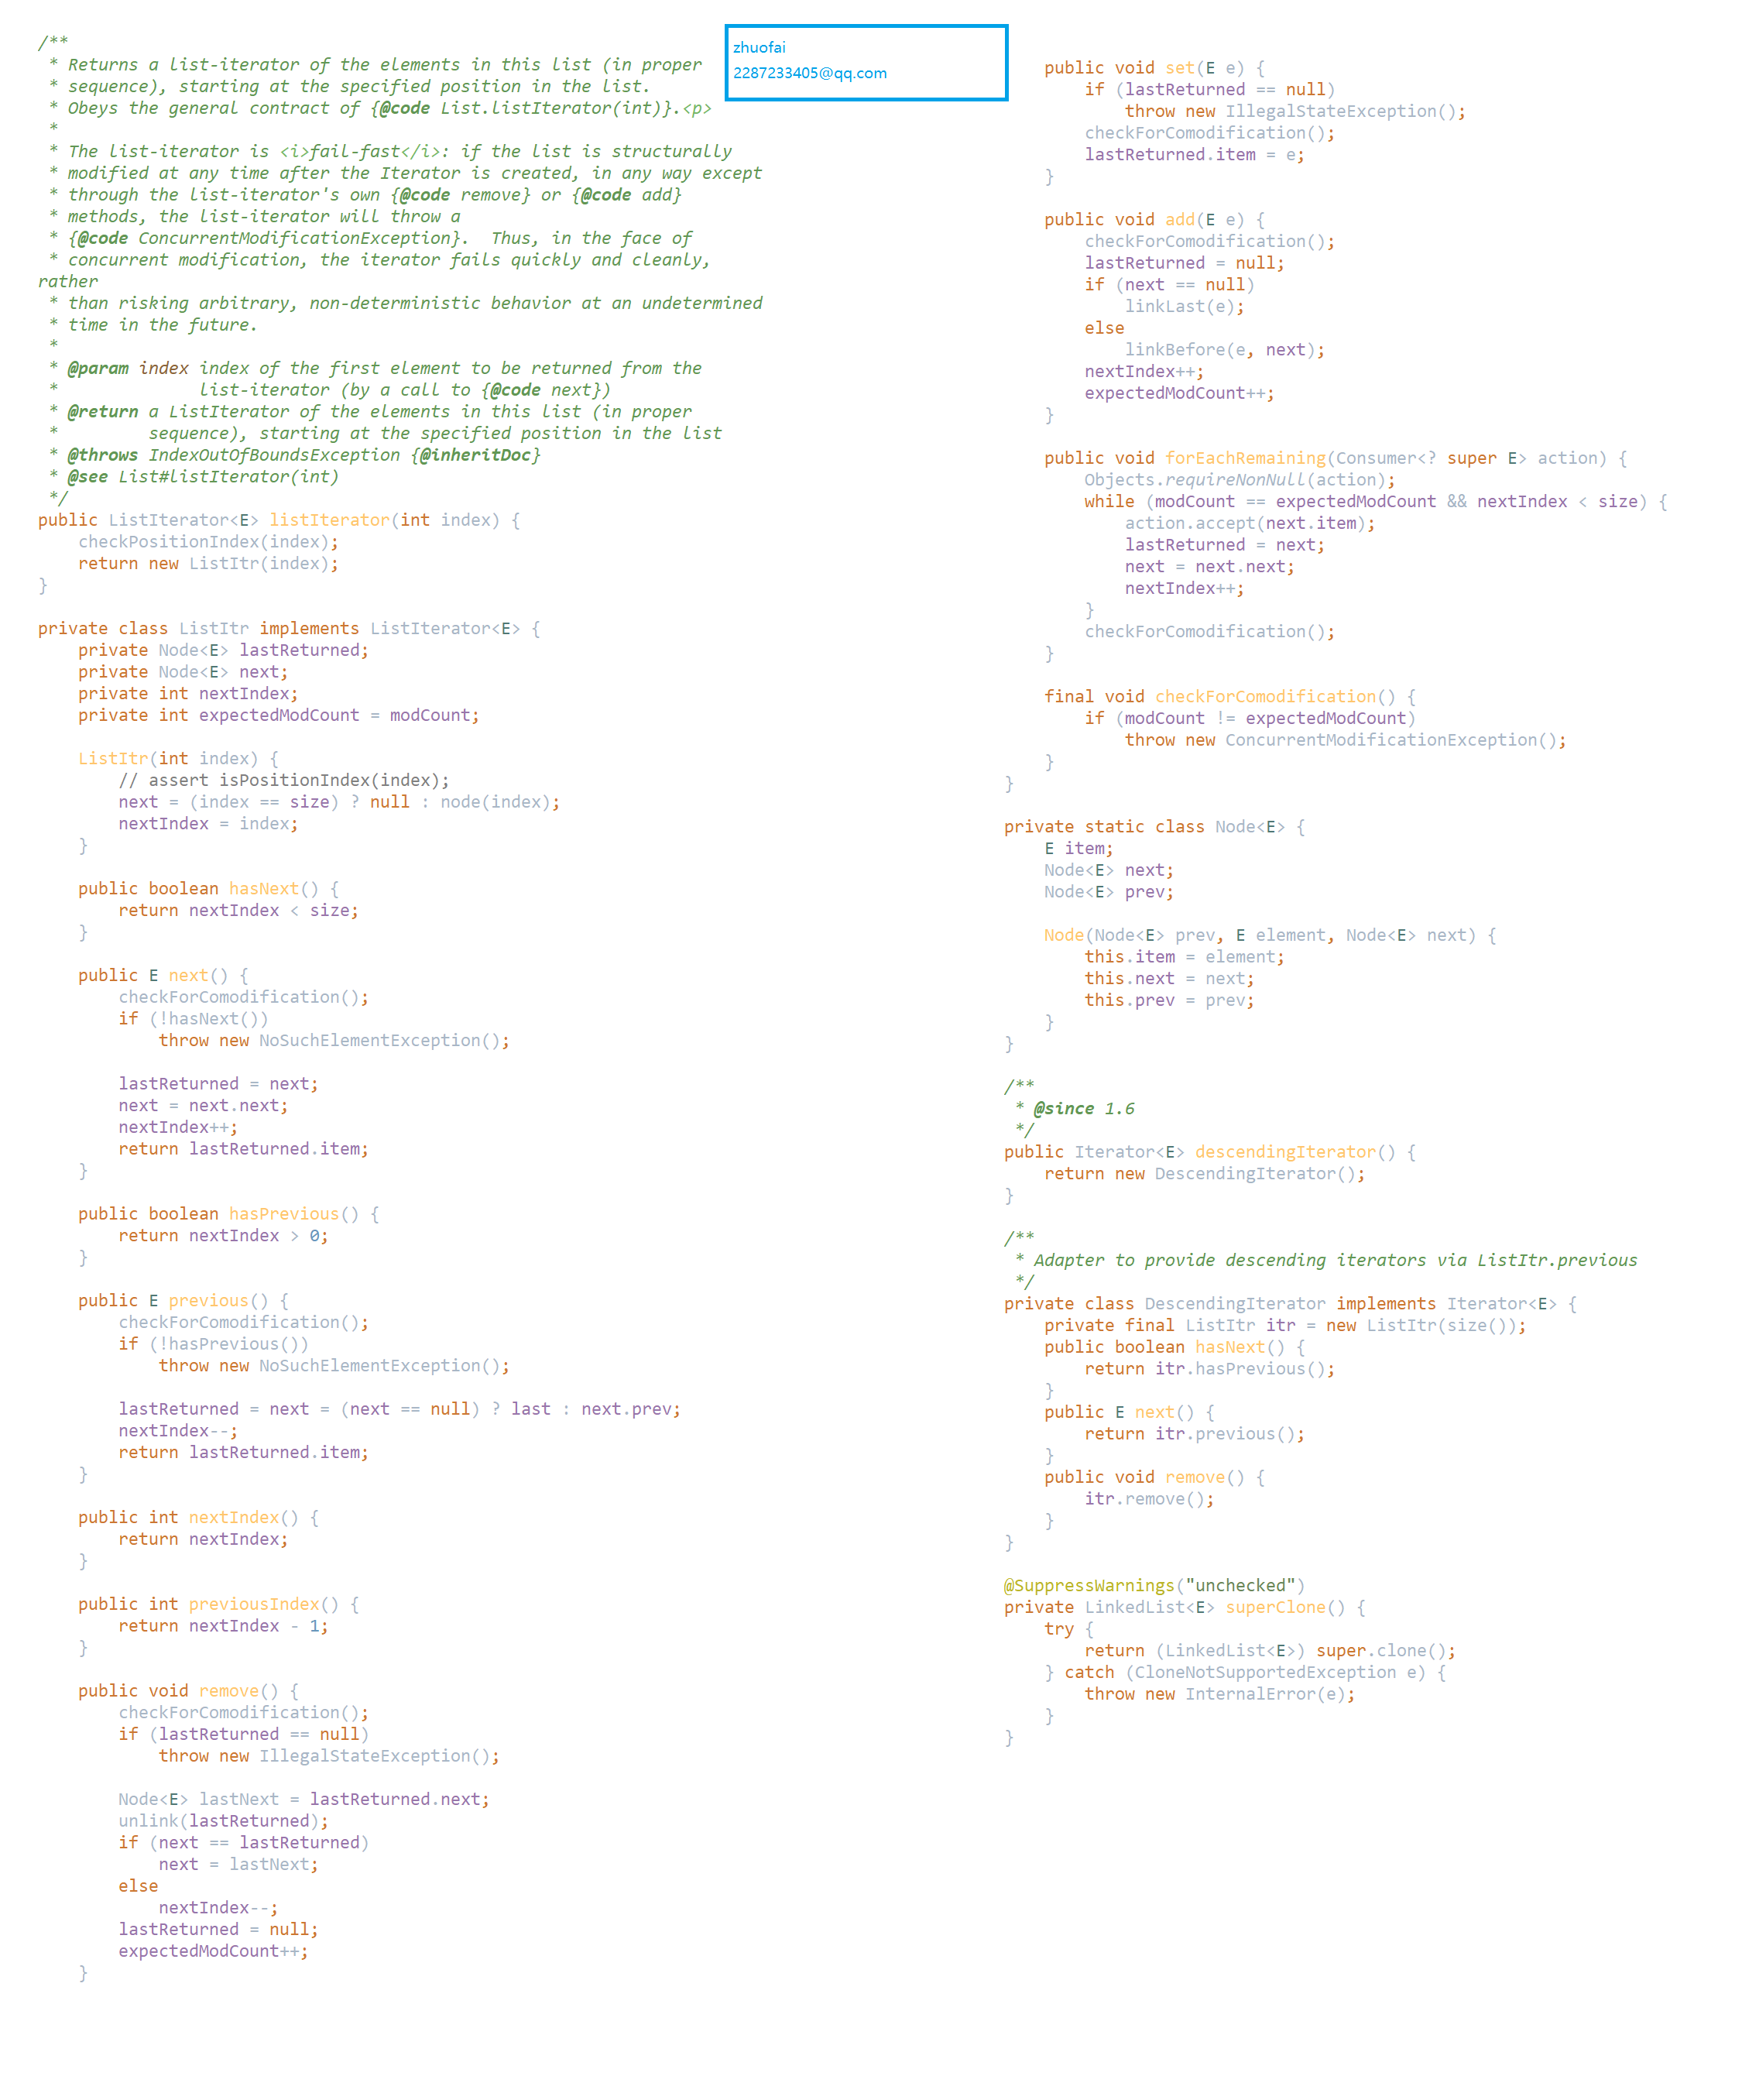 /**
 * Returns a list-iterator of the elements in this list (in proper
 * sequence), starting at the specified position in the list.
 * Obeys the general contract of {@code List.listIterator(int)}.<p>
 *
 * The list-iterator is <i>fail-fast</i>: if the list is structurally
 * modified at any time after the Iterator is created, in any way except
 * through the list-iterator's own {@code remove} or {@code add}
 * methods, the list-iterator will throw a
 * {@code ConcurrentModificationException}.  Thus, in the face of
 * concurrent modification, the iterator fails quickly and cleanly,
rather
 * than risking arbitrary, non-deterministic behavior at an undetermined
 * time in the future.
 *
 * @param index index of the first element to be returned from the
 *              list-iterator (by a call to {@code next})
 * @return a ListIterator of the elements in this list (in proper
 *         sequence), starting at the specified position in the list
 * @throws IndexOutOfBoundsException {@inheritDoc}
 * @see List#listIterator(int)
 */
public ListIterator<E> listIterator(int index) {
    checkPositionIndex(index);
    return new ListItr(index);
}

private class ListItr implements ListIterator<E> {
    private Node<E> lastReturned;
    private Node<E> next;
    private int nextIndex;
    private int expectedModCount = modCount;

    ListItr(int index) {
        // assert isPositionIndex(index);
        next = (index == size) ? null : node(index);
        nextIndex = index;
    }

    public boolean hasNext() {
        return nextIndex < size;
    }

    public E next() {
        checkForComodification();
        if (!hasNext())
            throw new NoSuchElementException();

        lastReturned = next;
        next = next.next;
        nextIndex++;
        return lastReturned.item;
    }

    public boolean hasPrevious() {
        return nextIndex > 0;
    }

    public E previous() {
        checkForComodification();
        if (!hasPrevious())
            throw new NoSuchElementException();

        lastReturned = next = (next == null) ? last : next.prev;
        nextIndex--;
        return lastReturned.item;
    }

    public int nextIndex() {
        return nextIndex;
    }

    public int previousIndex() {
        return nextIndex - 1;
    }

    public void remove() {
        checkForComodification();
        if (lastReturned == null)
            throw new IllegalStateException();

        Node<E> lastNext = lastReturned.next;
        unlink(lastReturned);
        if (next == lastReturned)
            next = lastNext;
        else
            nextIndex--;
        lastReturned = null;
        expectedModCount++;
    }

zhuofai
2287233405@qq.com

    public void set(E e) {
        if (lastReturned == null)
            throw new IllegalStateException();
        checkForComodification();
        lastReturned.item = e;
    }

    public void add(E e) {
        checkForComodification();
        lastReturned = null;
        if (next == null)
            linkLast(e);
        else
            linkBefore(e, next);
        nextIndex++;
        expectedModCount++;
    }

    public void forEachRemaining(Consumer<? super E> action) {
        Objects.requireNonNull(action);
        while (modCount == expectedModCount && nextIndex < size) {
            action.accept(next.item);
            lastReturned = next;
            next = next.next;
            nextIndex++;
        }
        checkForComodification();
    }

    final void checkForComodification() {
        if (modCount != expectedModCount)
            throw new ConcurrentModificationException();
    }
}

private static class Node<E> {
    E item;
    Node<E> next;
    Node<E> prev;

    Node(Node<E> prev, E element, Node<E> next) {
        this.item = element;
        this.next = next;
        this.prev = prev;
    }
}

/**
 * @since 1.6
 */
public Iterator<E> descendingIterator() {
    return new DescendingIterator();
}

/**
 * Adapter to provide descending iterators via ListItr.previous
 */
private class DescendingIterator implements Iterator<E> {
    private final ListItr itr = new ListItr(size());
    public boolean hasNext() {
        return itr.hasPrevious();
    }
    public E next() {
        return itr.previous();
    }
    public void remove() {
        itr.remove();
    }
}

@SuppressWarnings("unchecked")
private LinkedList<E> superClone() {
    try {
        return (LinkedList<E>) super.clone();
    } catch (CloneNotSupportedException e) {
        throw new InternalError(e);
    }
}